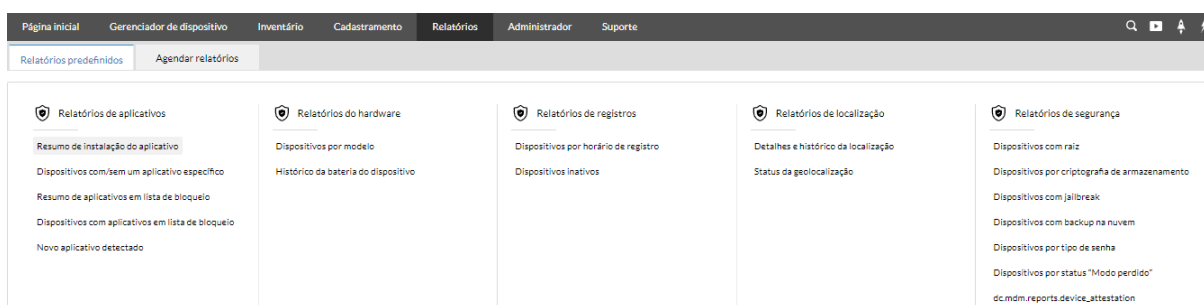 Página inicial Gerenciador de dispositivo Inventário Cadastramento Relatórios Administrador Suporte
Relatórios predefinidos Agendar relatórios
Relatórios de aplicativos
Resumo de instalação do aplicativo
Dispositivos com/sem um aplicativo específico
Resumo de aplicativos em lista de bloqueio
Dispositivos com aplicativos em lista de bloqueio
Novo aplicativo detectado
Relatórios do hardware
Dispositivos por modelo
Histórico da bateria do dispositivo
Relatórios de registros
Dispositivos por horário de registro
Dispositivos inativos
Relatórios de localização
Detalhes e histórico da localização
Status da geolocalização
Relatórios de segurança
Dispositivos com raiz
Dispositivos por criptografia de armazenamento
Dispositivos com jailbreak
Dispositivos com backup na nuvem
Dispositivos por tipo de senha
Dispositivos por status "Modo perdido"
dc.mdm.reports.device_attestation